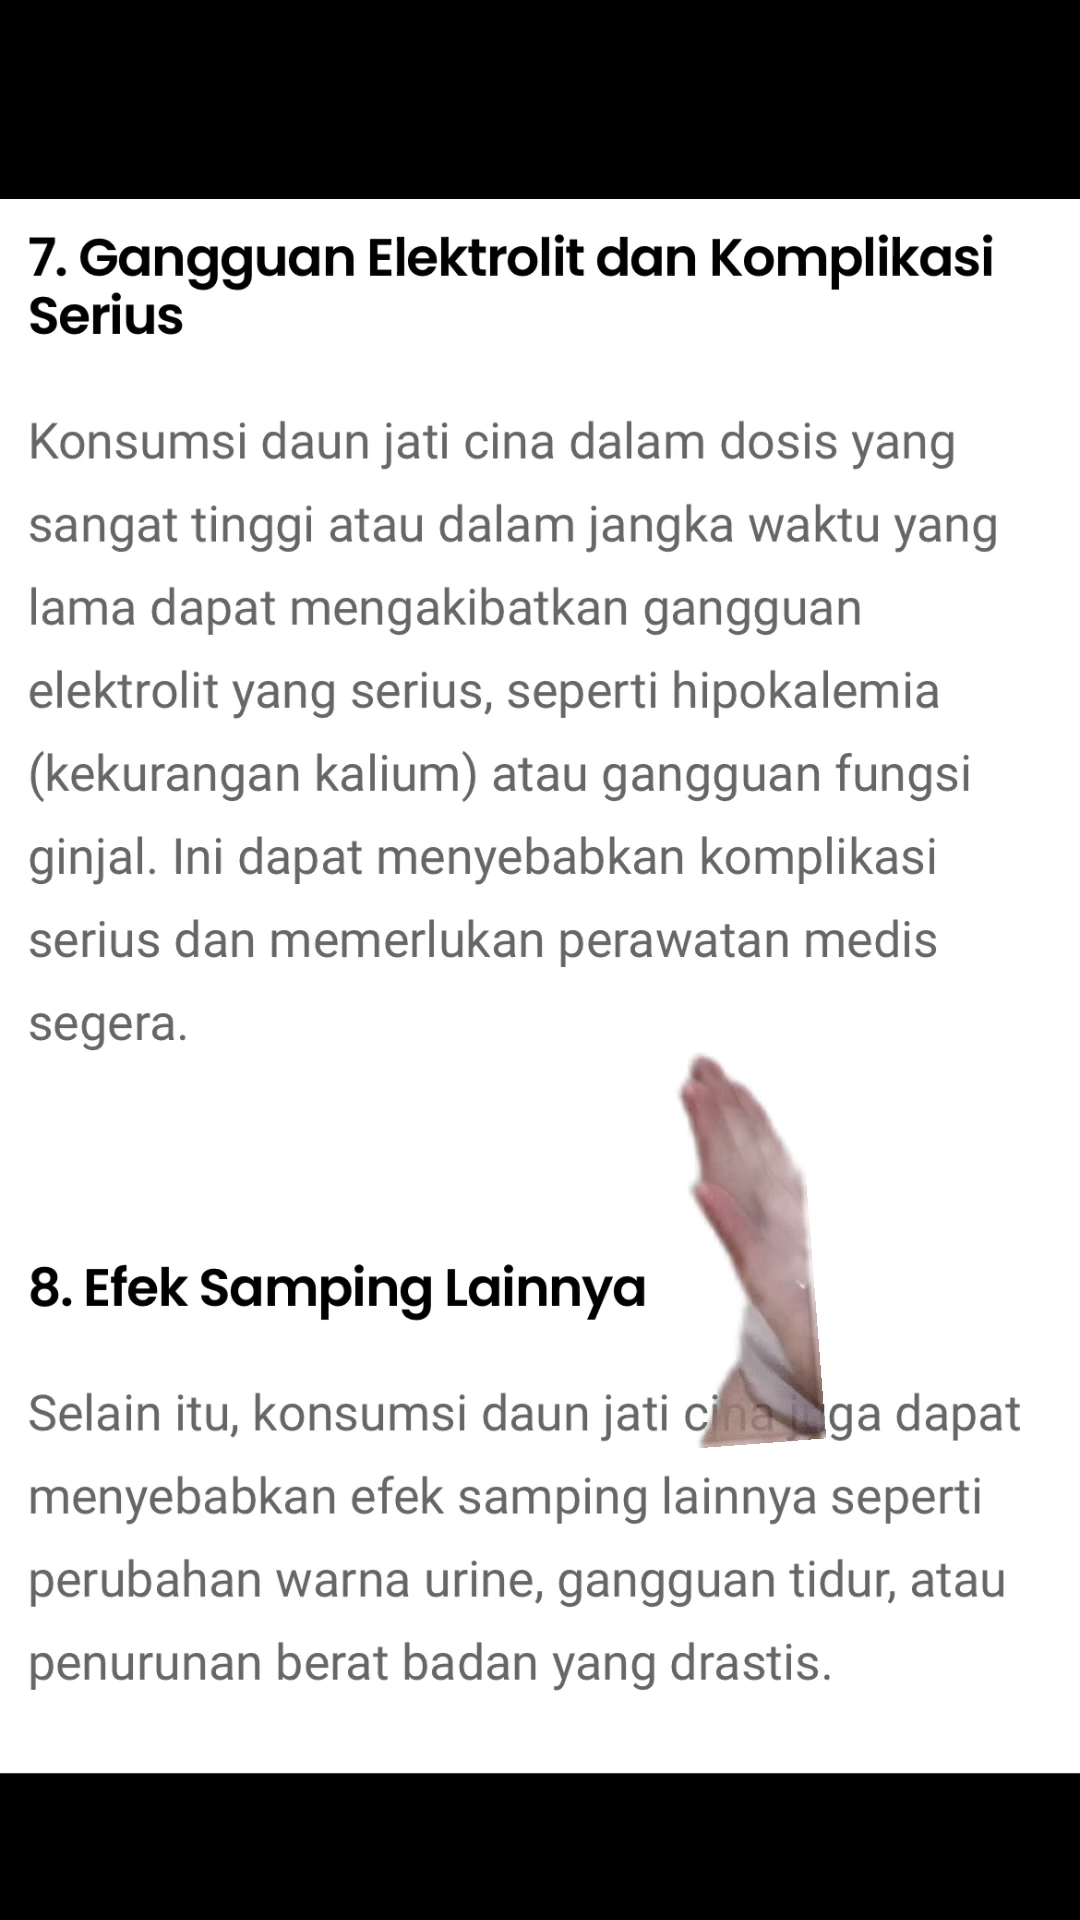 7. Gangguan Elektrolit dan Komplikasi
Serius
Konsumsi daun jati cina dalam dosis yang
sangat tinggi atau dalam jangka waktu yang
lama dapat mengakibatkan gangguan
elektrolit yang serius, seperti hipokalemia
(kekurangan kalium) atau gangguan fungsi
ginjal. Ini dapat menyebabkan komplikasi
serius dan memerlukan perawatan medis
segera.
8. Efek Samping Lainnya
Selain itu, konsumsi daun jati cina juga dapat
menyebabkan efek samping lainnya seperti
perubahan warna urine, gangguan tidur, atau
penurunan berat badan yang drastis.